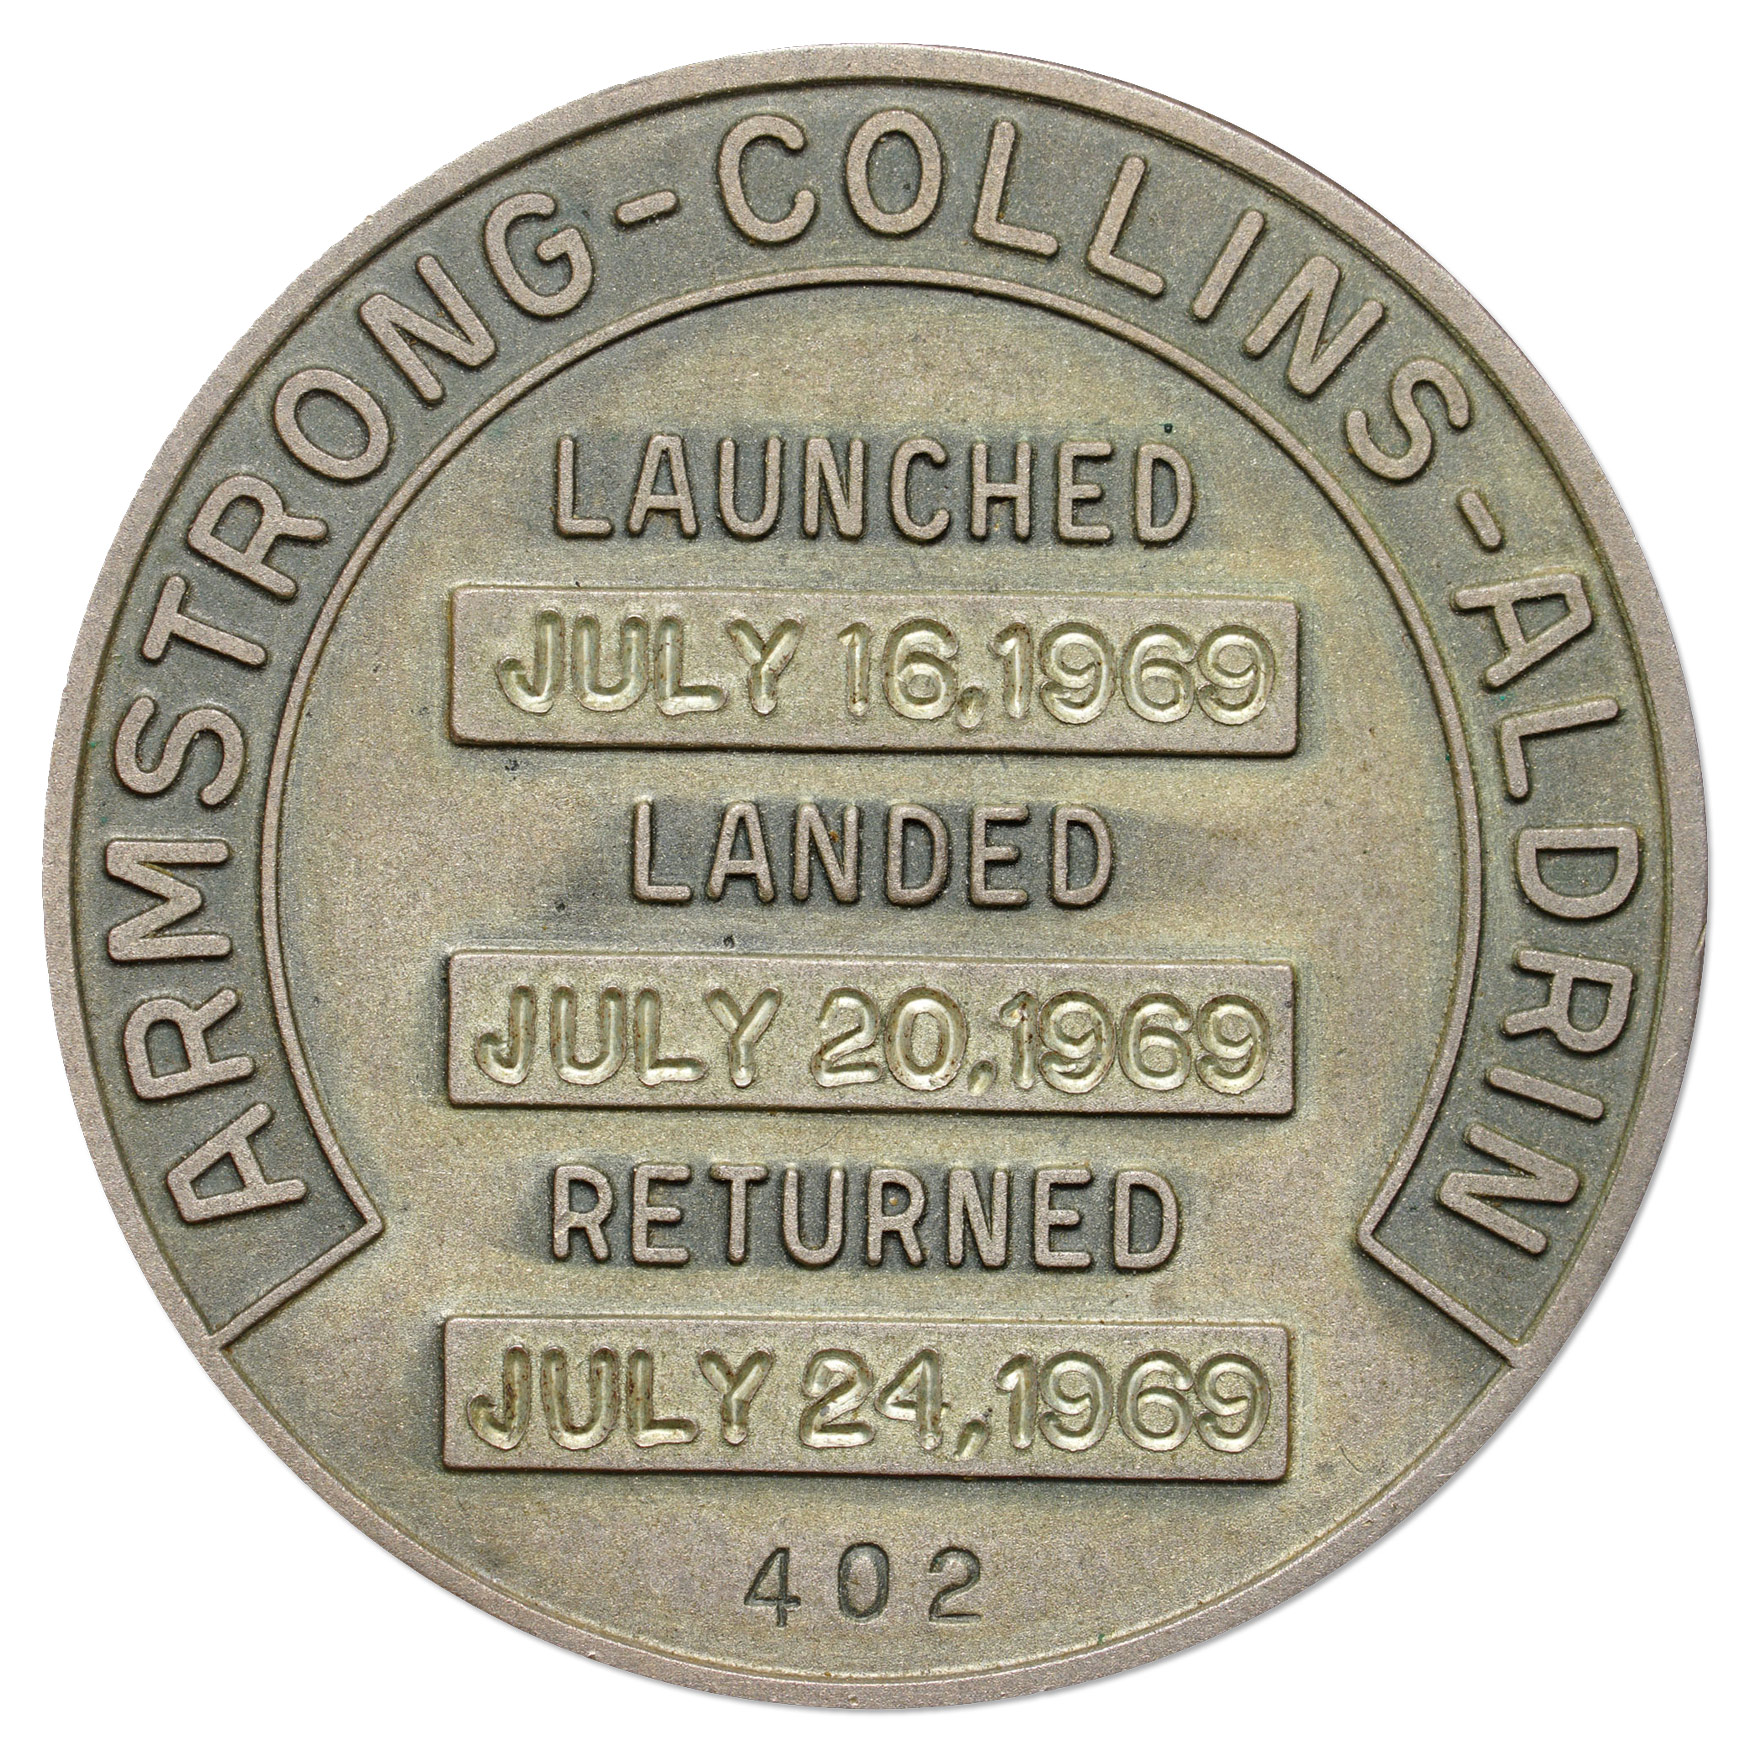 ARMSTRONG-COLLINS-ALDRIN
LAUNCHED
JULY 16,1969
LANDED
JULY 20,1969
RETURNED
JULY 24,1969
402